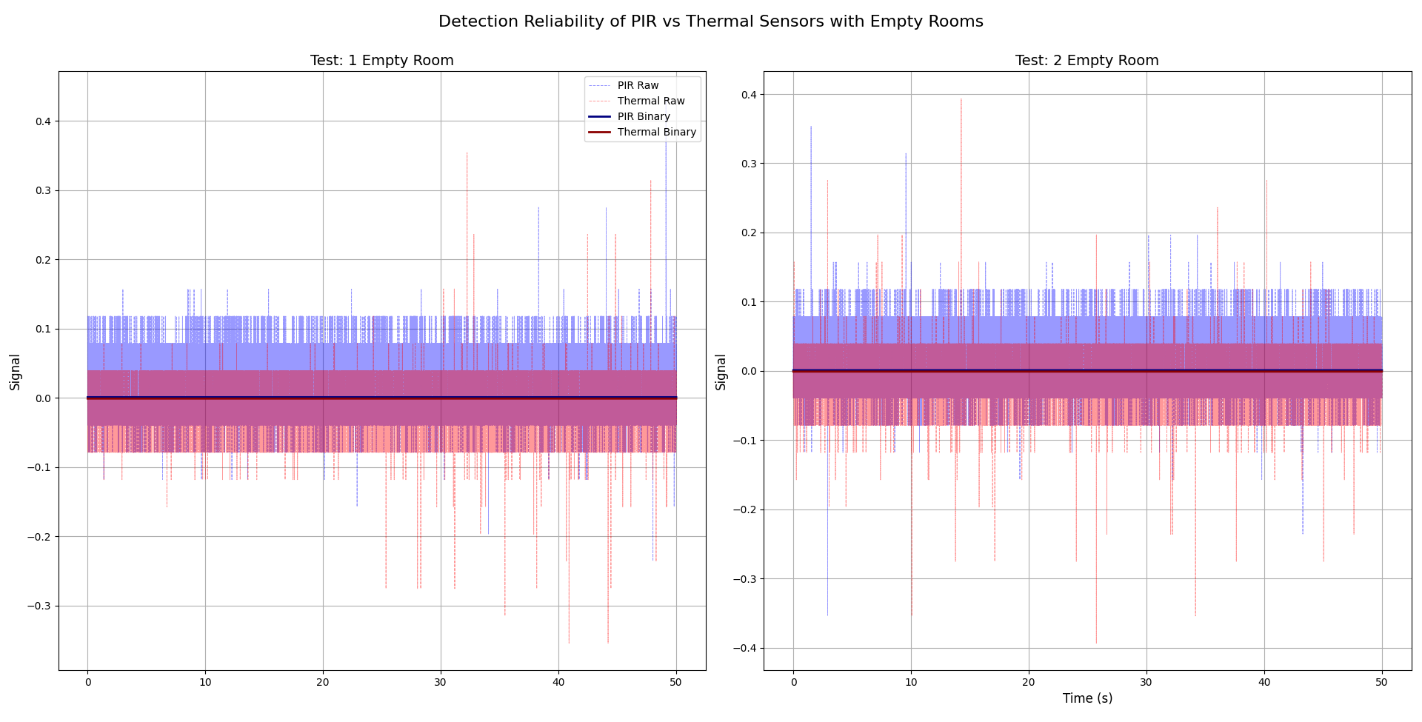 Detection Reliability of PIR vs Thermal Sensors with Empty Rooms
Test: 1 Empty Room
PIR Raw
Thermal Raw
PIR Binary
Thermal Binary
Signal
0.4
0.3
0.2
0.1
0.0
−0.1
−0.2
−0.3
0
10
20
30
40
50
Test: 2 Empty Room
Signal
0.4
0.3
0.2
0.1
0.0
−0.1
−0.2
−0.3
−0.4
0
10
20
30
40
50
Time (s)